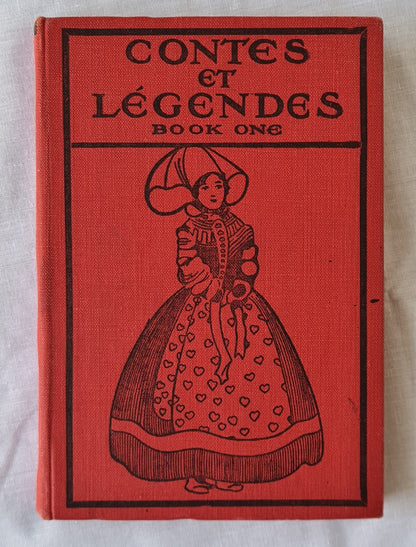 CONTES
ET
LÉGENDES
BOOK ONE